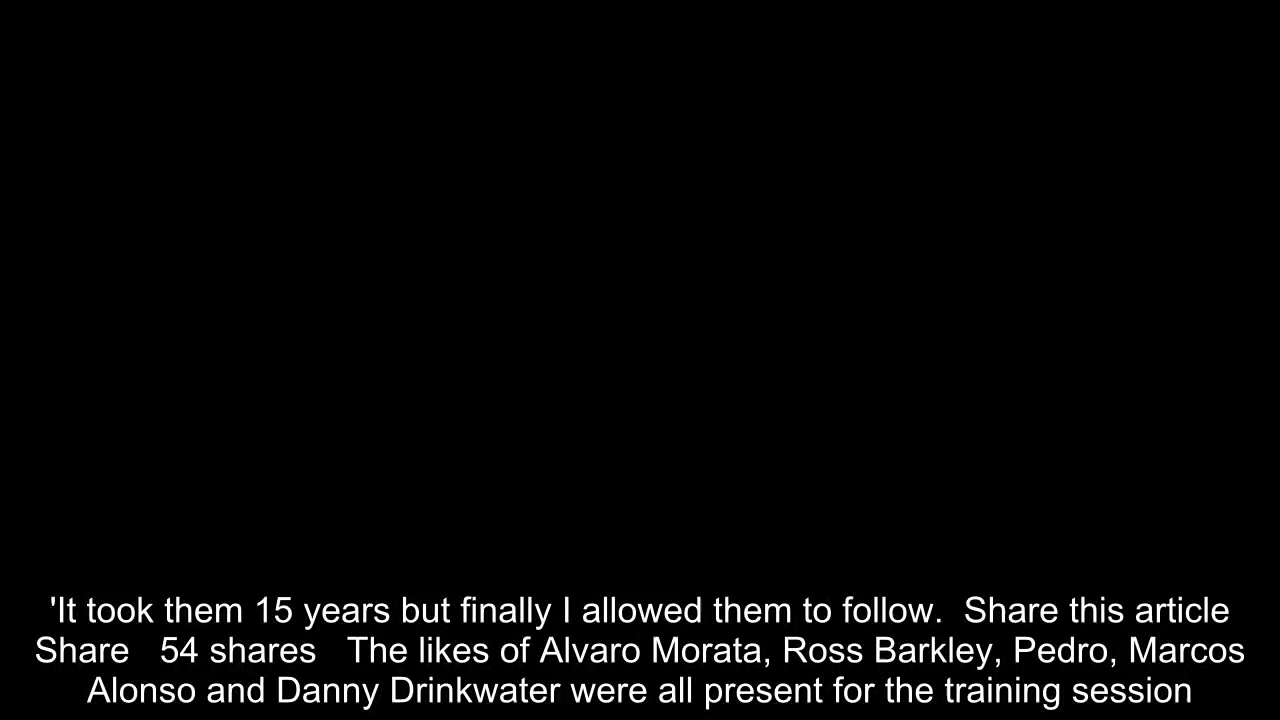 'It took them 15 years but finally I allowed them to follow.  Share this article
Share   54 shares   The likes of Alvaro Morata, Ross Barkley, Pedro, Marcos
Alonso and Danny Drinkwater were all present for the training session